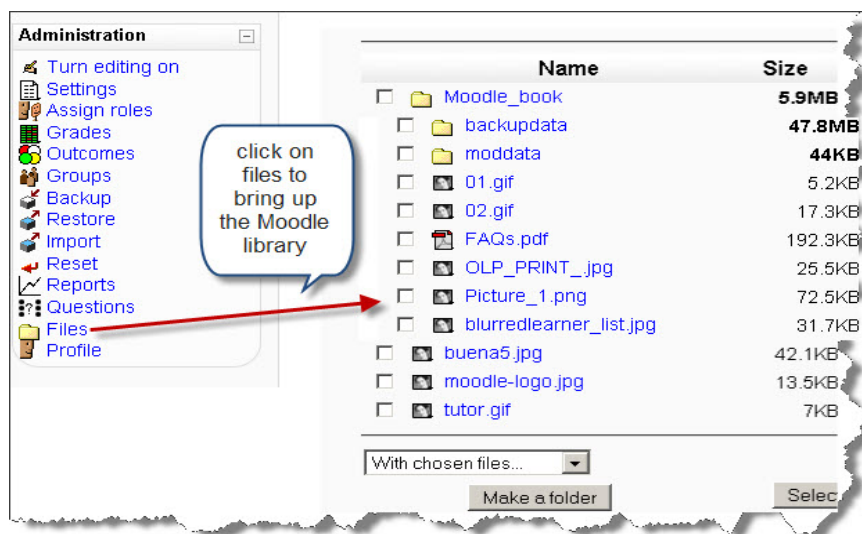 Administration
Turn editing on
Settings
Assign roles
Grades
Outcomes
Groups
Backup
Restore
Import
Reset
Reports
Questions
Files
Profile
click on
files to
bring up
the Moodle
library
Name Size
Moodle_book 5.9MB
backupdata 47.8MB
moddata 44KB
01.gif 5.2KB
02.gif 17.3KB
FAQs.pdf 192.3KB
OLP_PRINT_.jpg 25.5KB
Picture_1.png 72.5KB
blurredlearner_list.jpg 31.7KB
buena5.jpg 42.1KB
moodle-logo.jpg 13.5KB
tutor.gif 7KB
With chosen files...
Make a folder Selec